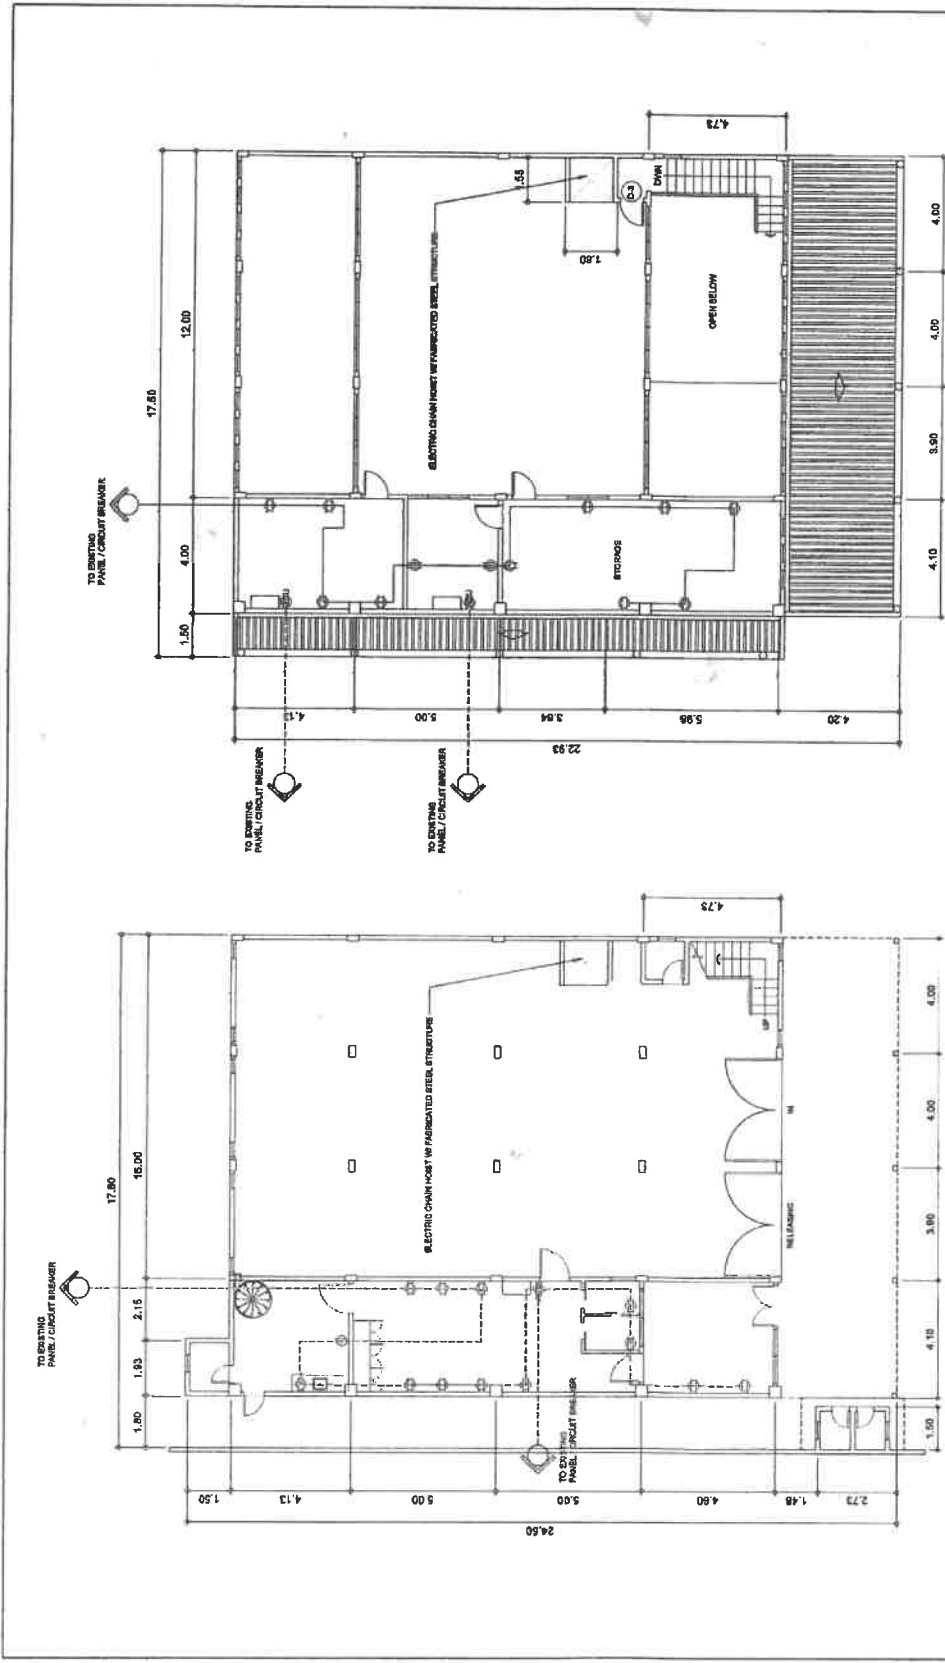 17.60
12.00
4.00
1.50
TO EXISTING
PANEL / CIRCUIT BREAKER
ELECTRIC CHAIN HOIST W/ FABRICATED STEEL STRUCTURE
1.55
1.80
D-3
DWN
4.73
OPEN BELOW
STORAGE
4.13
5.00
3.84
5.96
4.20
22.93
TO EXISTING
PANEL / CIRCUIT BREAKER
TO EXISTING
PANEL / CIRCUIT BREAKER
4.10
3.90
4.00
4.00
17.80
2.15
1.93
1.80
TO EXISTING
PANEL / CIRCUIT BREAKER
ELECTRIC CHAIN HOIST W/ FABRICATED STEEL STRUCTURE
4.73
UP
IN
RELEASING
TO EXISTING
PANEL / CIRCUIT BREAKER
1.50
4.13
5.00
5.00
4.60
1.48
2.73
24.50
1.50
4.10
3.90
4.00
4.00